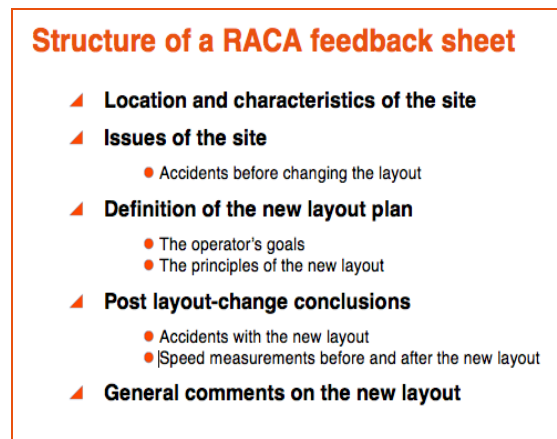 Structure of a RACA feedback sheet
Location and characteristics of the site
Issues of the site
Accidents before changing the layout
Definition of the new layout plan
The operator's goals
The principles of the new layout
Post layout-change conclusions
Accidents with the new layout
Speed measurements before and after the new layout
General comments on the new layout